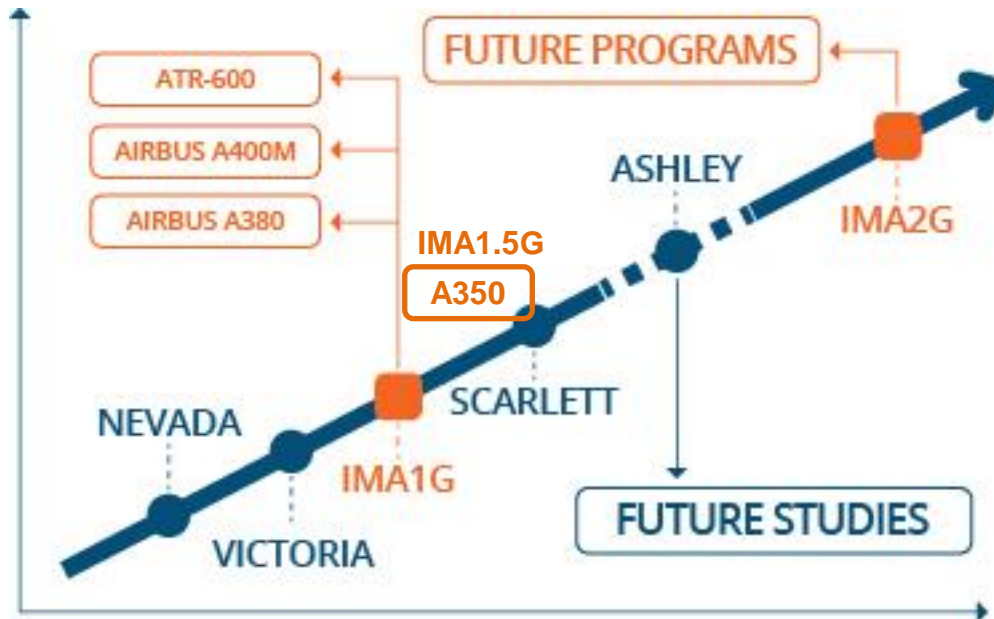 FUTURE PROGRAMS
ATR-600
AIRBUS A400M
AIRBUS A380
ASHLEY
IMA2G
IMA1.5G
A350
SCARLETT
NEVADA
IMA1G
VICTORIA
FUTURE STUDIES